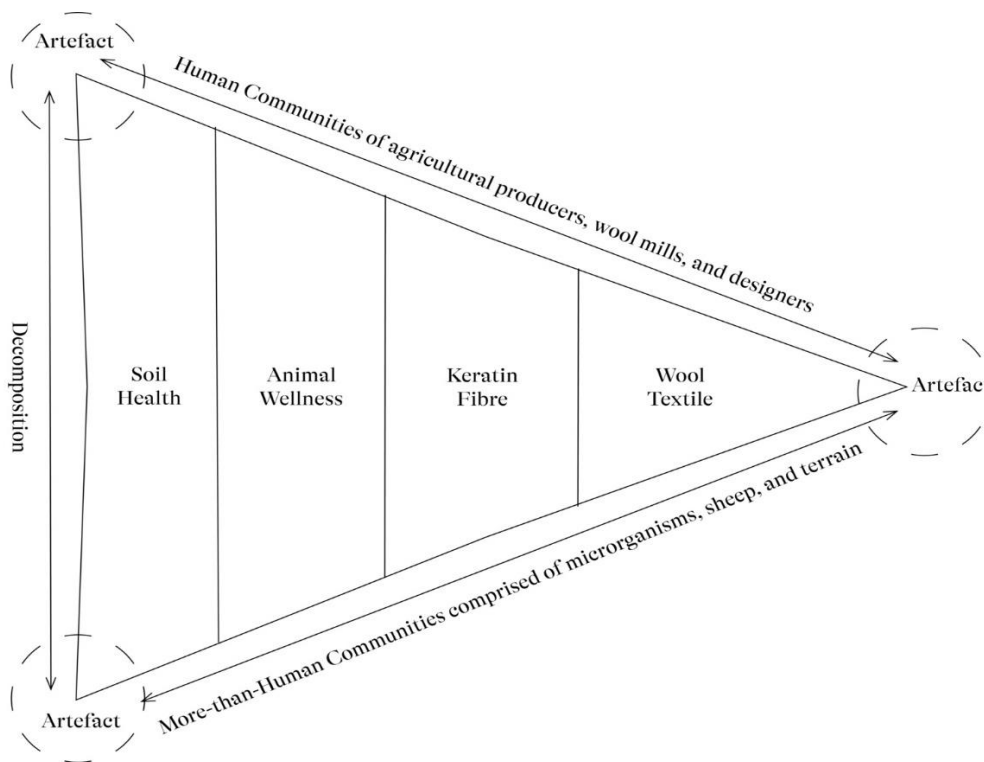 Artefact
Human Communities of agricultural producers, wool mills, and designers
Decomposition
Soil
Health
Animal
Wellness
Keratin
Fibre
Wool
Textile
Artefac
More-than-Human Communities comprised of microrganisms, sheep, and terrain
Artefact